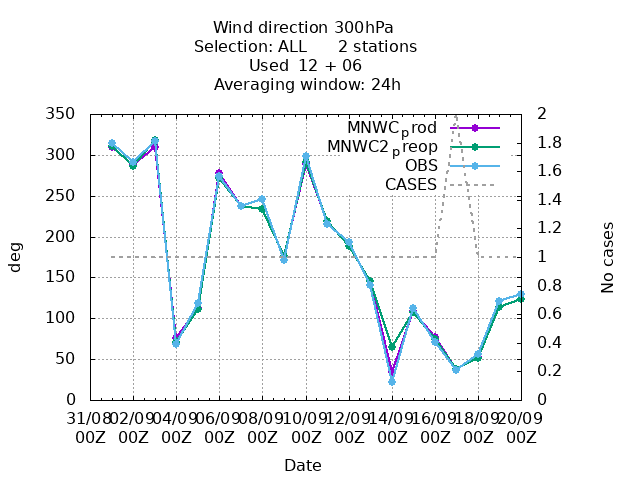 Wind direction 300hPa
Selection: ALL      2 stations
Used  12 + 06
Averaging window: 24h
350
300
250
200
150
100
50
0
deg
MNWCprod
MNWC2preop
OBS
CASES
2
1.8
1.6
1.4
1.2
1
0.8
0.6
0.4
0.2
0
No cases
31/08 02/09 04/09 06/09 08/09 10/09 12/09 14/09 16/09 18/09 20/09
00Z 00Z 00Z 00Z 00Z 00Z 00Z 00Z 00Z 00Z 00Z
Date